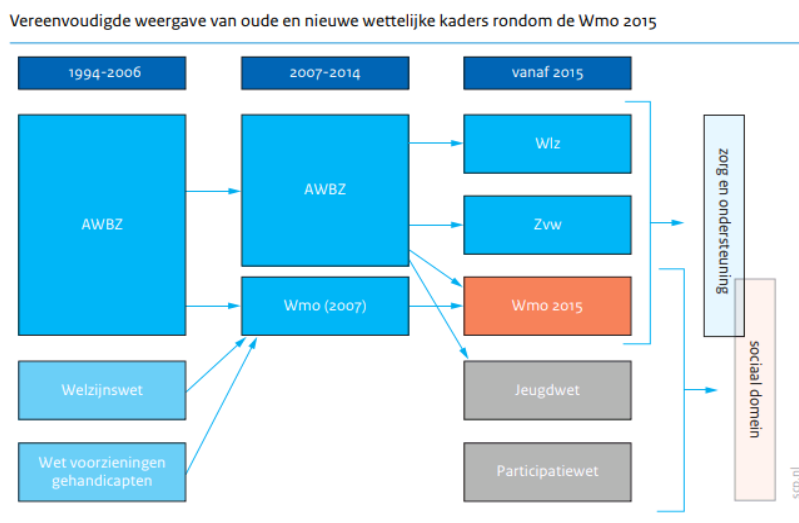 Vereenvoudigde weergave van oude en nieuwe wettelijke kaders rondom de Wmo 2015
1994-2006
2007-2014
vanaf 2015
AWBZ
AWBZ
Wlz
Zvw
Wmo (2007)
Wmo 2015
Welzijnswet
Jeugdwet
Wet voorzieningen
gehandicapten
Participatiewet
zorg en ondersteuning
sociaal domein
scp.nl